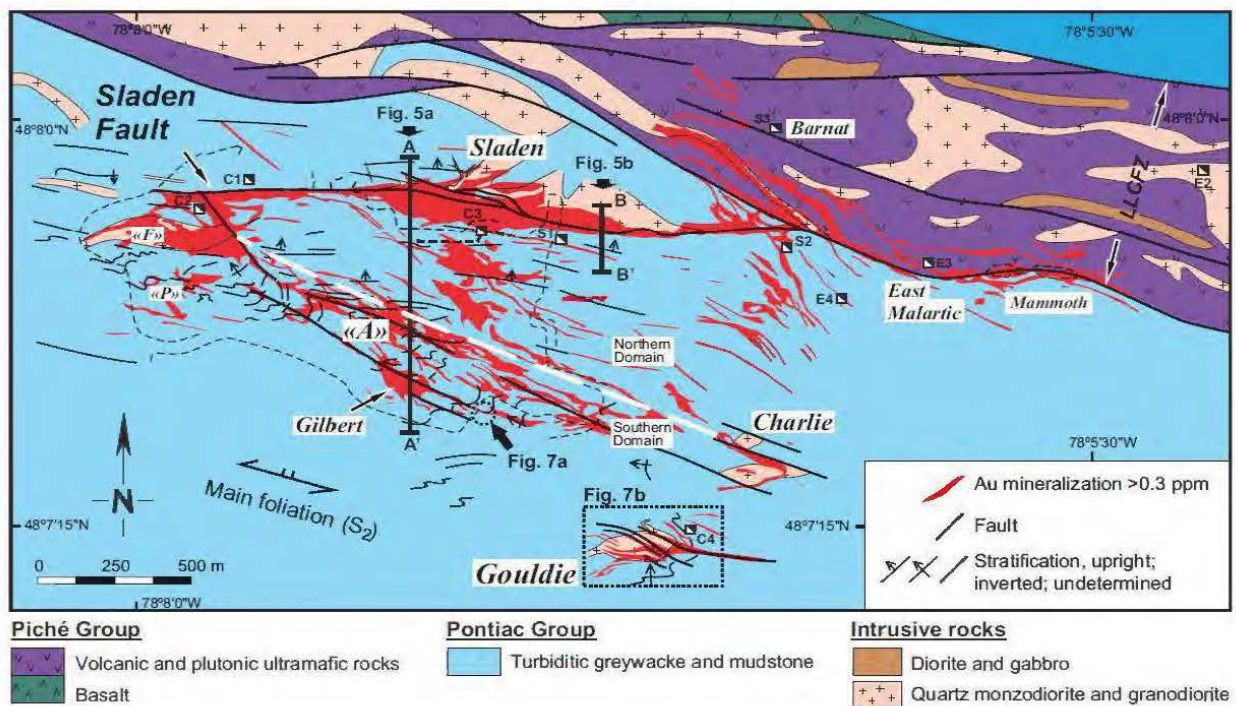 78°8'0"W
78°5'30"W
Sladen
Fault
48°8'0"N
48°8'0"N
Fig. 5a
A
Sladen
S3
Barnat
Fig. 5b
B
LLGFZ
E2
C1
C2
C3
S1
S2
B'
«F»
«P»
E3
E4
East
Malartic
Mammoth
«A»
Northern
Domain
Gilbert
A'
Southern
Domain
Charlie
Fig. 7a
78°5'30"W
N
Main foliation (S2)
Fig. 7b
C4
Gouldie
48°7'15"N
48°7'15"N
0 250 500 m
78°8'0"W
Au mineralization >0.3 ppm
Fault
Stratification, upright;
inverted; undetermined
Piché Group
Volcanic and plutonic ultramafic rocks
Basalt
Pontiac Group
Turbiditic greywacke and mudstone
Intrusive rocks
Diorite and gabbro
Quartz monzodiorite and granodiorite